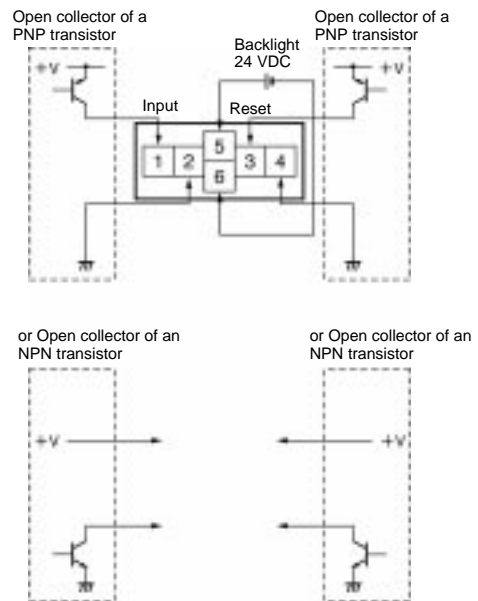 Open collector of a
PNP transistor
Open collector of a
PNP transistor
Backlight
24 VDC
+V
+V
Input
Reset
1
2
5
6
3
4
or Open collector of an
NPN transistor
or Open collector of an
NPN transistor
+V
+V